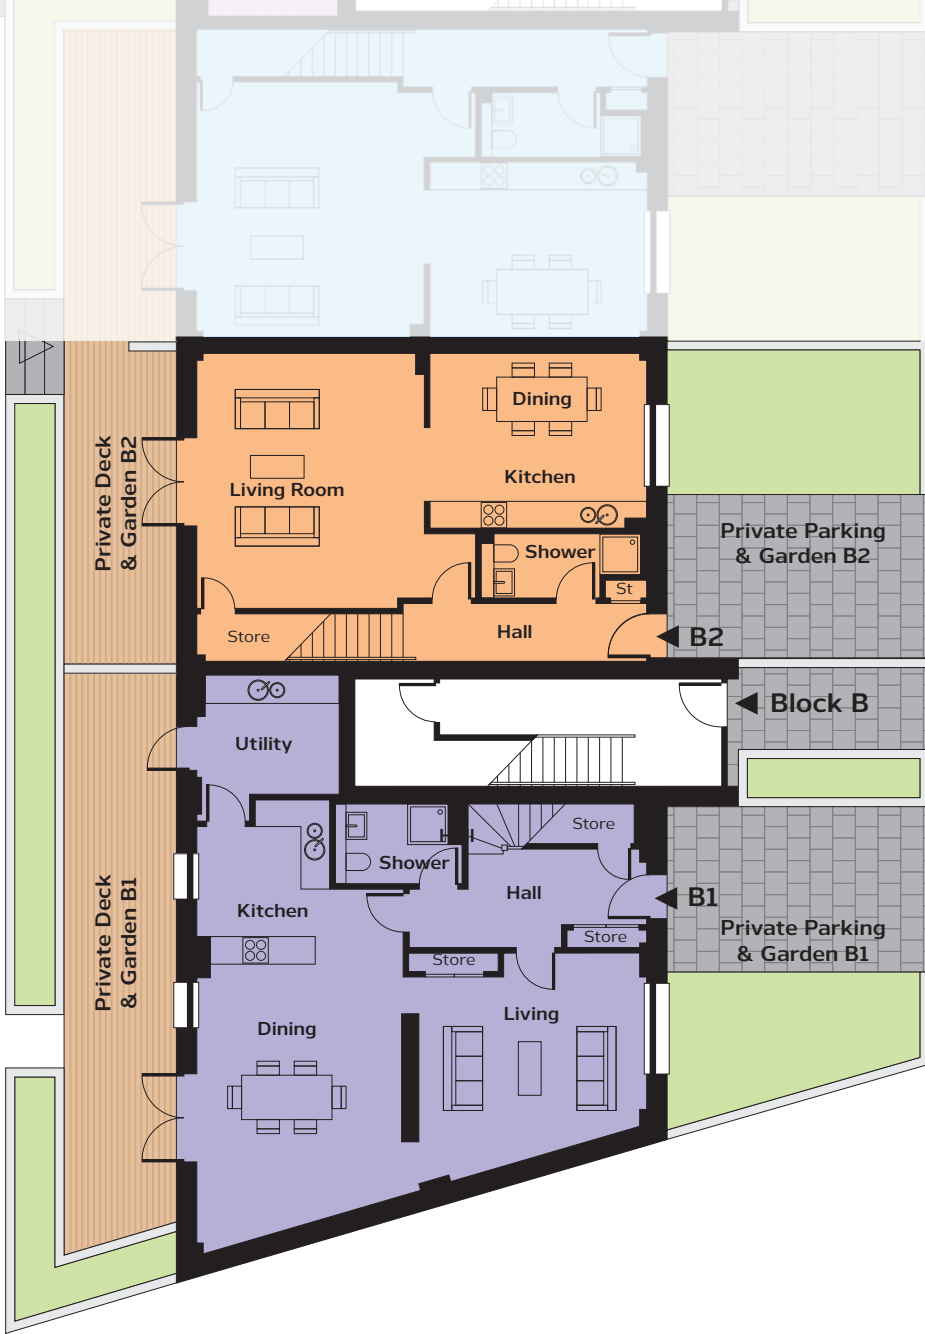 Dining
Kitchen
Living Room
Private Deck
& Garden B2
Shower
St
Private Parking
& Garden B2
Store
Hall
B2
Block B
Utility
Store
Shower
Hall
B1
Kitchen
Store
Private Parking
& Garden B1
Private Deck
& Garden B1
Store
Living
Dining